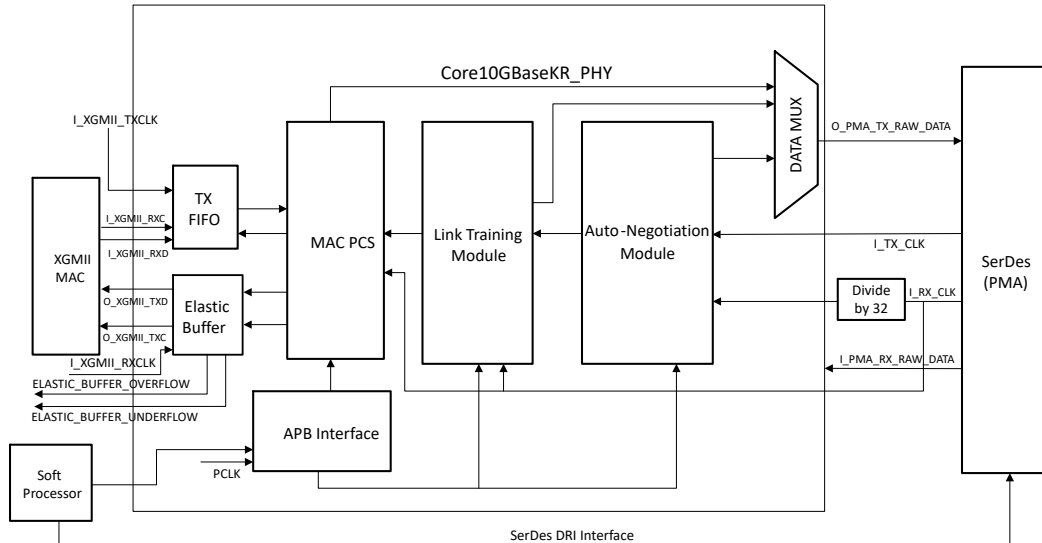 Core10GBaseKR_PHY
DATA MUX
I_XGMII_TXCLK
O_PMA_TX_RAW_DATA
TX
FIFO
I_XGMII_RXC
I_XGMII_RXD
XGMII
MAC
MAC PCS
Link Training
Module
Auto-Negotiation
Module
I_TX_CLK
SerDes
(PMA)
O_XGMII_TXD
O_XGMII_TXC
Elastic
Buffer
Divide
by 32
I_RX_CLK
I_XGMII_RXCLK
I_PMA_RX_RAW_DATA
ELASTIC_BUFFER_OVERFLOW
ELASTIC_BUFFER_UNDERFLOW
APB Interface
PCLK
Soft
Processor
SerDes DRI Interface